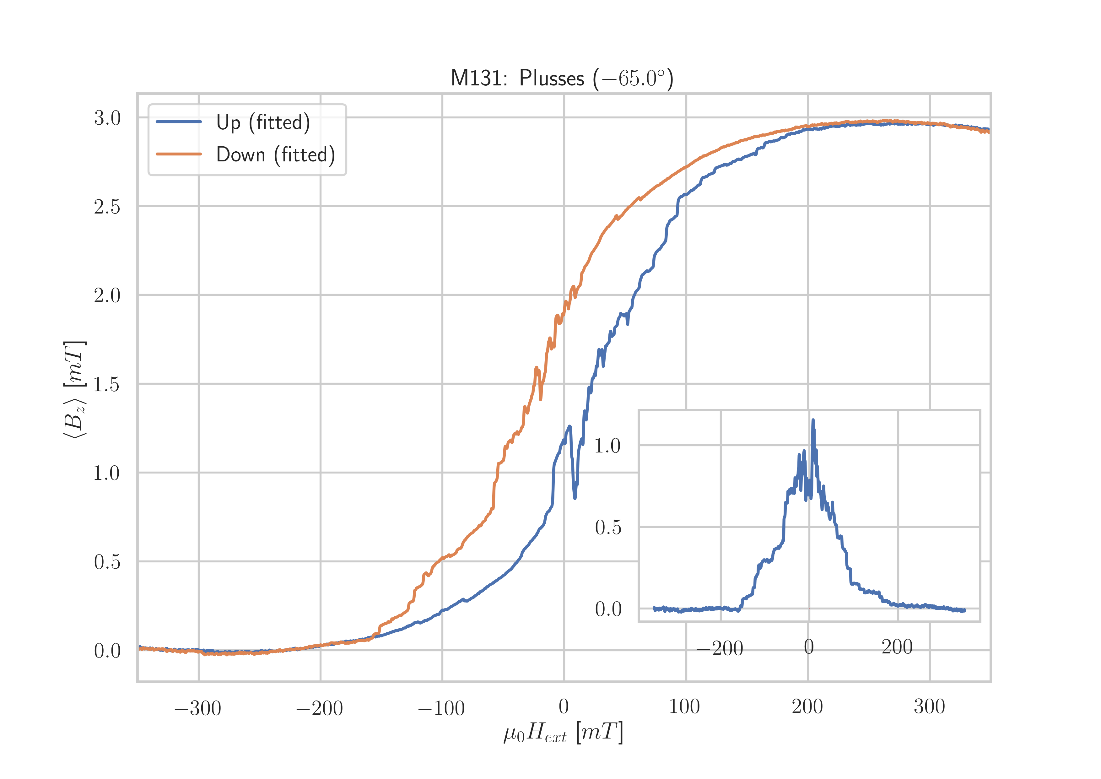 M131: Plusses (−65.0°)
Up (fitted)
Down (fitted)
3.0
2.5
2.0
1.5
1.0
0.5
0.0
⟨B_z⟩ [mT]
1.0
0.5
0.0
−200 0 200
−300 −200 −100 0 100 200 300
μ₀H_ext [mT]